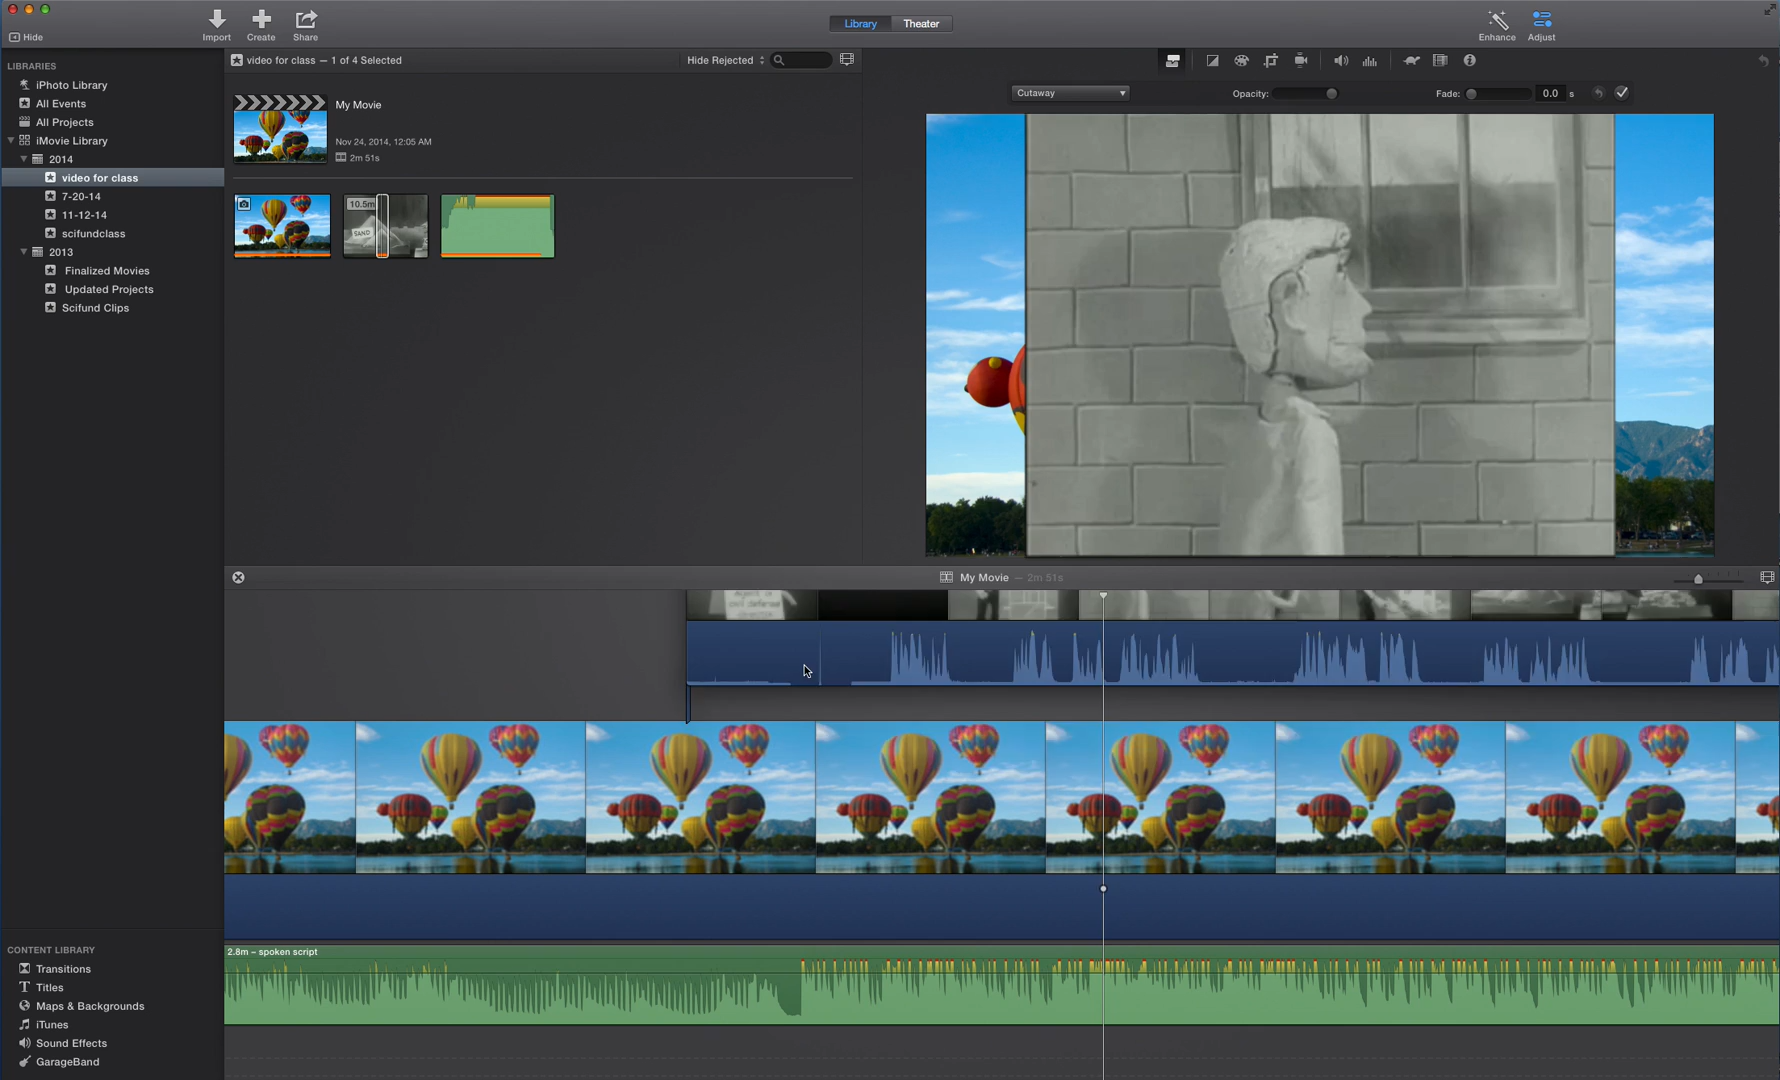 Hide
Import
Create
Share
Library
Theater
Enhance
Adjust
LIBRARIES
iPhoto Library
All Events
All Projects
iMovie Library
2014
video for class
7-20-14
11-12-14
scifundclass
2013
Finalized Movies
Updated Projects
Scifund Clips
video for class — 1 of 4 Selected
Hide Rejected
My Movie
Nov 24, 2014, 12:05 AM
2m 51s
10.5m
SAND
Cutaway
Opacity:
Fade:
0.0 s
My Movie — 2m 51s
civil defense
2.8m – spoken script
CONTENT LIBRARY
Transitions
Titles
Maps & Backgrounds
iTunes
Sound Effects
GarageBand